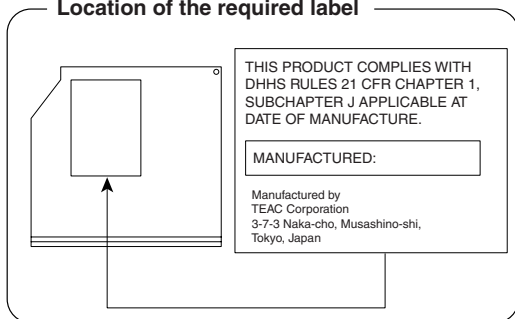 Location of the required label
THIS PRODUCT COMPLIES WITH
DHHS RULES 21 CFR CHAPTER 1,
SUBCHAPTER J APPLICABLE AT
DATE OF MANUFACTURE.
MANUFACTURED:
Manufactured by
TEAC Corporation
3-7-3 Naka-cho, Musashino-shi,
Tokyo, Japan